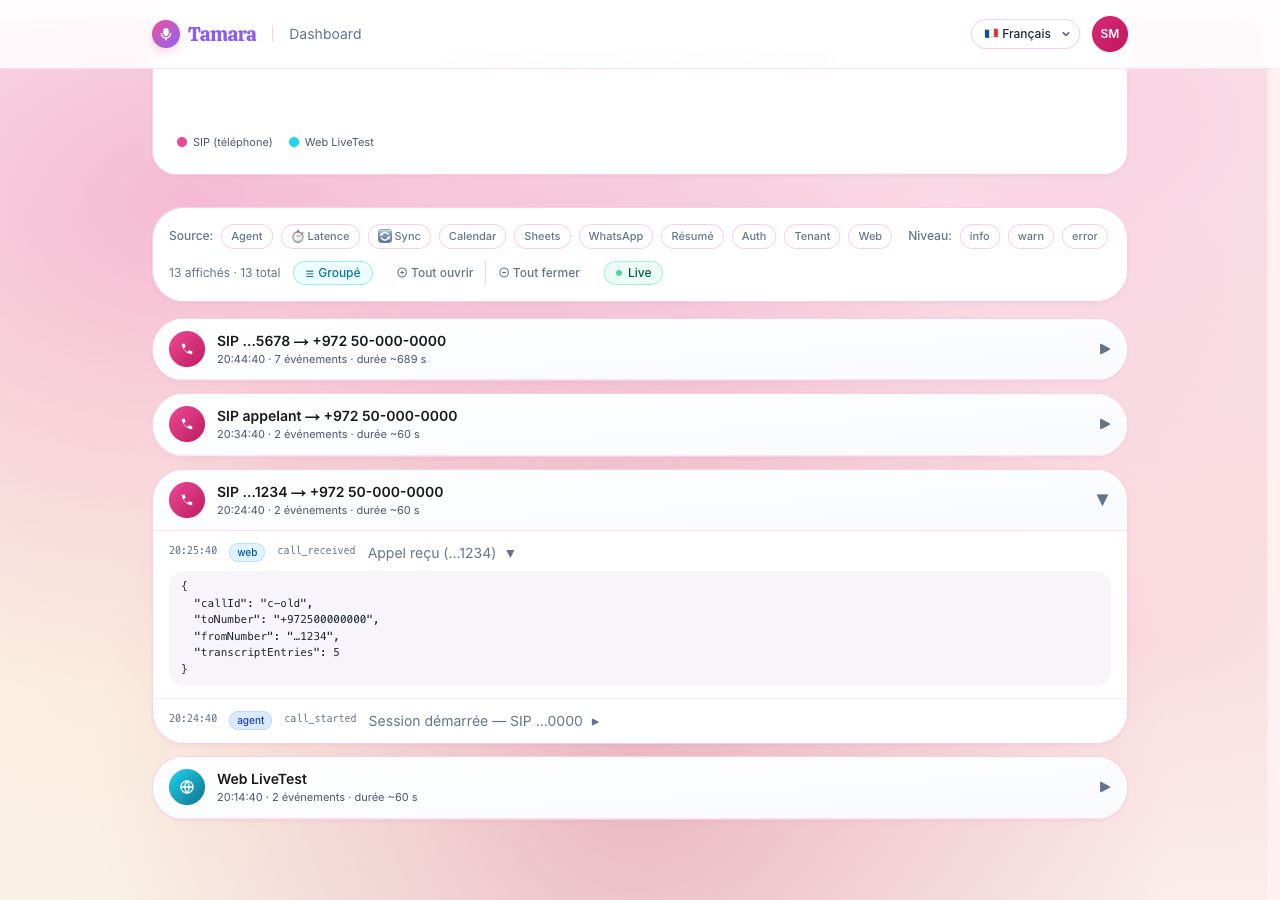 Tamara
Dashboard
Français
SM
SIP (téléphone) Web LiveTest
Source: Agent ⏱ Latence 🔄 Sync Calendar Sheets WhatsApp Résumé Auth Tenant Web Niveau: info warn error
13 affichés · 13 total ≡ Groupé ⊕ Tout ouvrir ⊖ Tout fermer Live
SIP …5678 → +972 50-000-0000
20:44:40 · 7 événements · durée ~689 s
SIP appelant → +972 50-000-0000
20:34:40 · 2 événements · durée ~60 s
SIP …1234 → +972 50-000-0000
20:24:40 · 2 événements · durée ~60 s
20:25:40 web call_received Appel reçu (…1234) ▼
{
"callId": "c-old",
"toNumber": "+972500000000",
"fromNumber": "…1234",
"transcriptEntries": 5
}
20:24:40 agent call_started Session démarrée — SIP …0000 ▸
Web LiveTest
20:14:40 · 2 événements · durée ~60 s